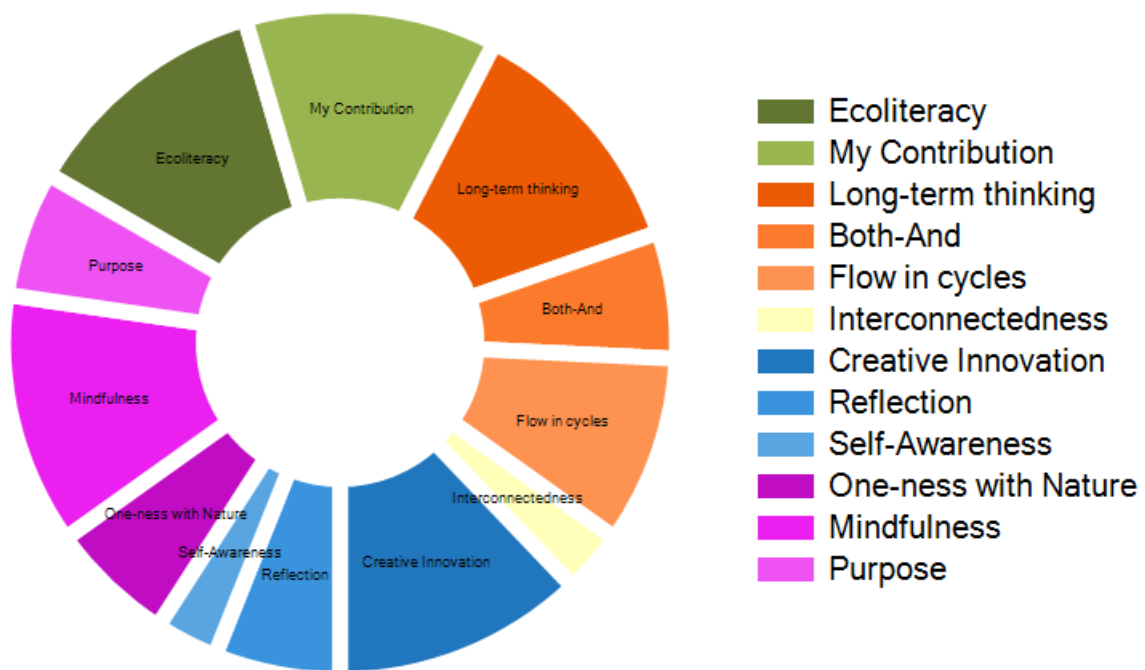 My Contribution
Ecoliteracy
Long-term thinking
Purpose
Both-And
Mindfulness
Flow in cycles
Interconnectedness
One-ness with Nature
Self-Awareness
Creative Innovation
Reflection
Ecoliteracy
My Contribution
Long-term thinking
Both-And
Flow in cycles
Interconnectedness
Creative Innovation
Reflection
Self-Awareness
One-ness with Nature
Mindfulness
Purpose